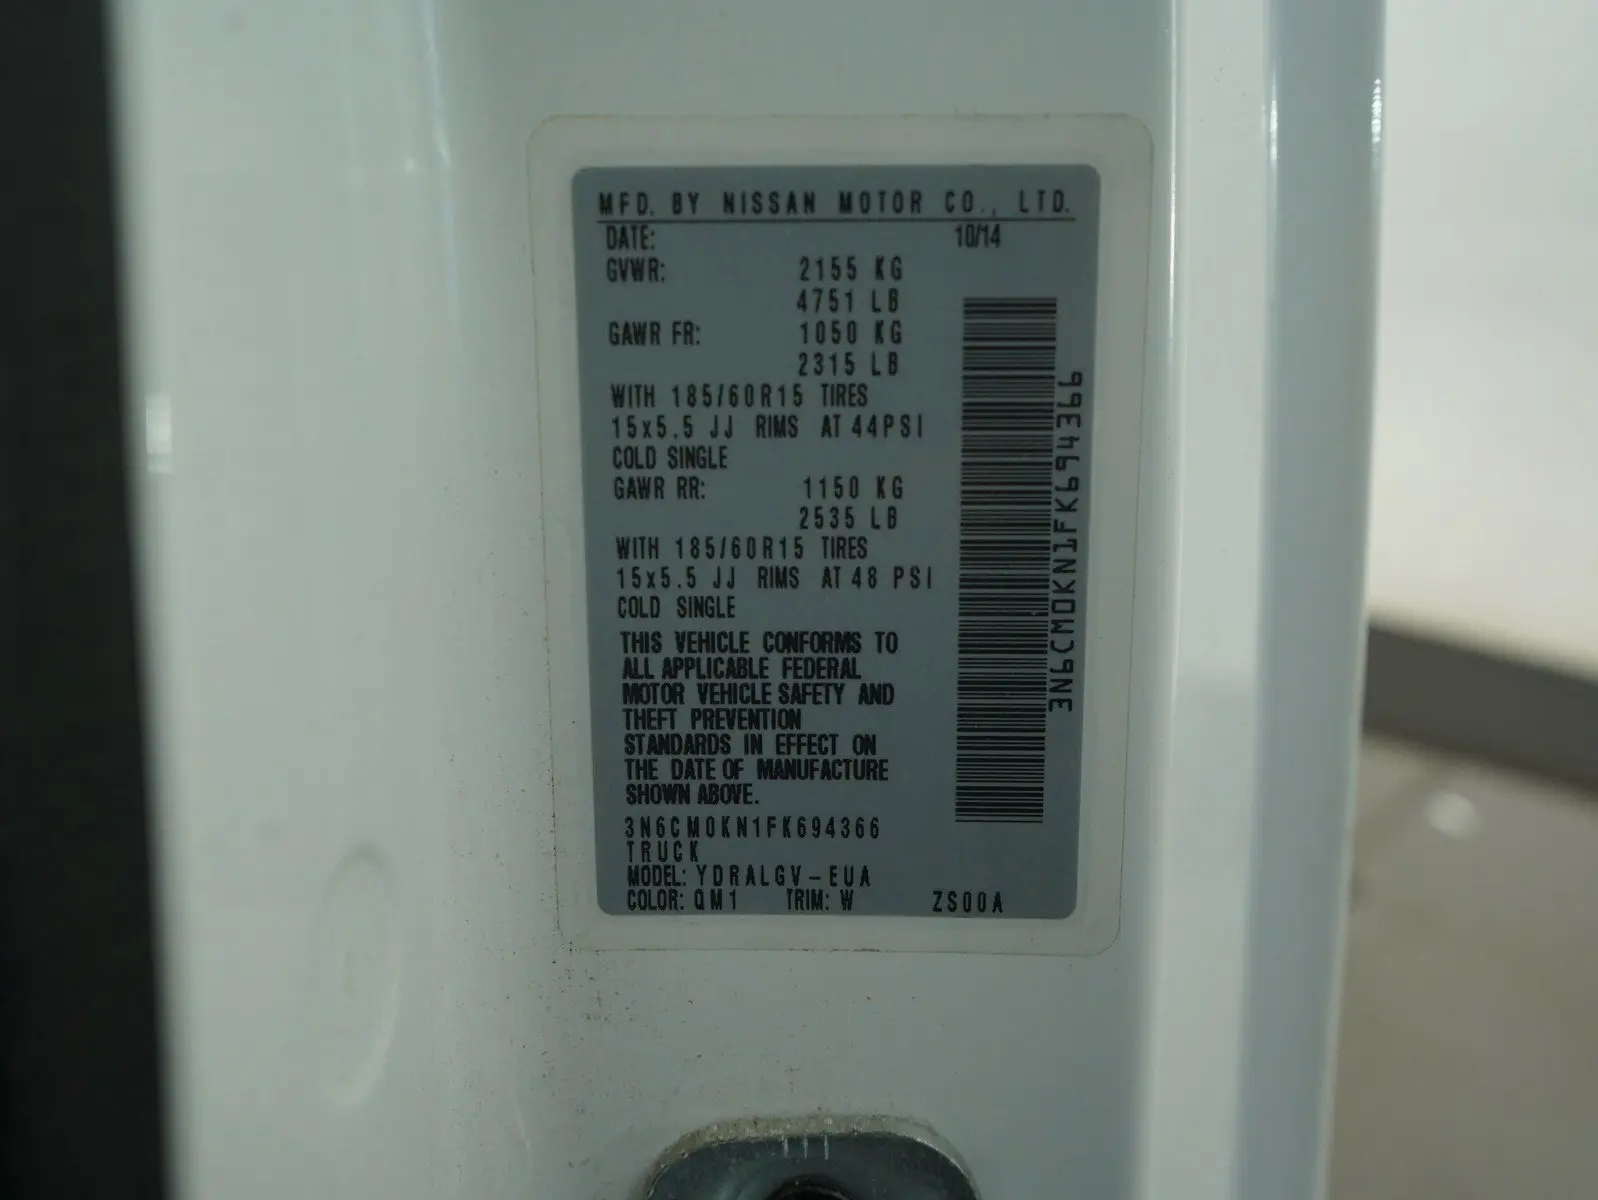 MFD. BY NISSAN MOTOR CO., LTD.
DATE: 10/14
GVWR: 2155 KG
4751 LB
GAWR FR: 1050 KG
2315 LB
WITH 185/60R15 TIRES
15x5.5 JJ RIMS AT 44PSI
COLD SINGLE
GAWR RR: 1150 KG
2535 LB
WITH 185/60R15 TIRES
15x5.5 JJ RIMS AT 48 PSI
COLD SINGLE
THIS VEHICLE CONFORMS TO
ALL APPLICABLE FEDERAL
MOTOR VEHICLE SAFETY AND
THEFT PREVENTION
STANDARDS IN EFFECT ON
THE DATE OF MANUFACTURE
SHOWN ABOVE.
3N6CM0KN1FK694366
TRUCK
MODEL: YDRALGV-EUA
COLOR: QM1 TRIM: W ZS00A
3N6CM0KN1FK694366